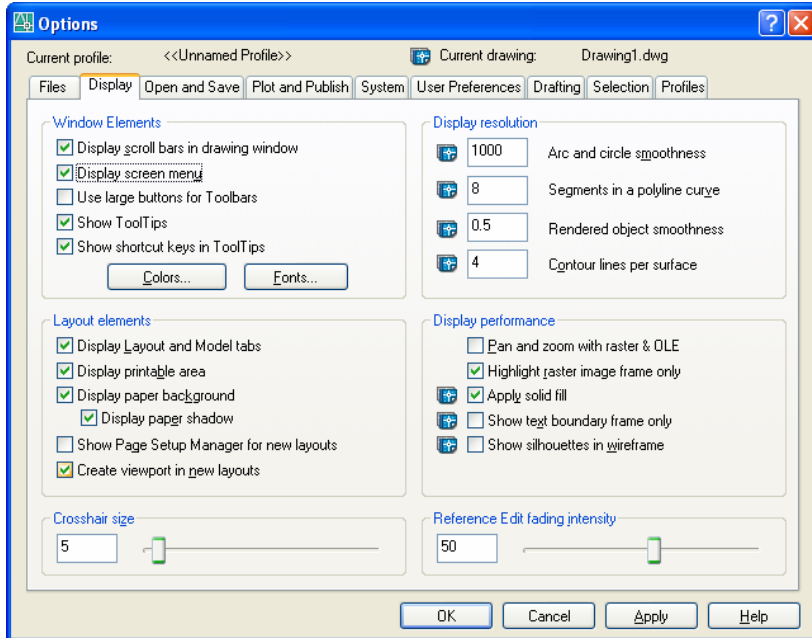 Options
Current profile: <<Unnamed Profile>> Current drawing: Drawing1.dwg
Files Display Open and Save Plot and Publish System User Preferences Drafting Selection Profiles
Window Elements
Display scroll bars in drawing window
Display screen menu
Use large buttons for Toolbars
Show ToolTips
Show shortcut keys in ToolTips
Colors... Fonts...
Display resolution
1000 Arc and circle smoothness
8 Segments in a polyline curve
0.5 Rendered object smoothness
4 Contour lines per surface
Layout elements
Display Layout and Model tabs
Display printable area
Display paper background
Display paper shadow
Show Page Setup Manager for new layouts
Create viewport in new layouts
Display performance
Pan and zoom with raster & OLE
Highlight raster image frame only
Apply solid fill
Show text boundary frame only
Show silhouettes in wireframe
Crosshair size
5
Reference Edit fading intensity
50
OK Cancel Apply Help